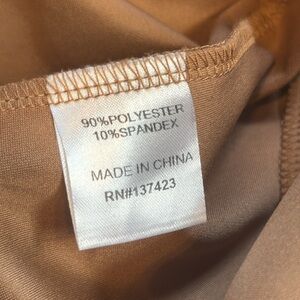 90%POLYESTER
10%SPANDEX
MADE IN CHINA
RN#137423